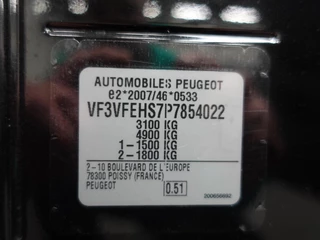 AUTOMOBILES PEUGEOT
e2*2007/46*0533
VF3VFEHS7P7854022
3100 KG
4900 KG
1-1500 KG
2-1800 KG
2-10 BOULEVARD DE L'EUROPE
78300 POISSY (FRANCE)
PEUGEOT
0.51